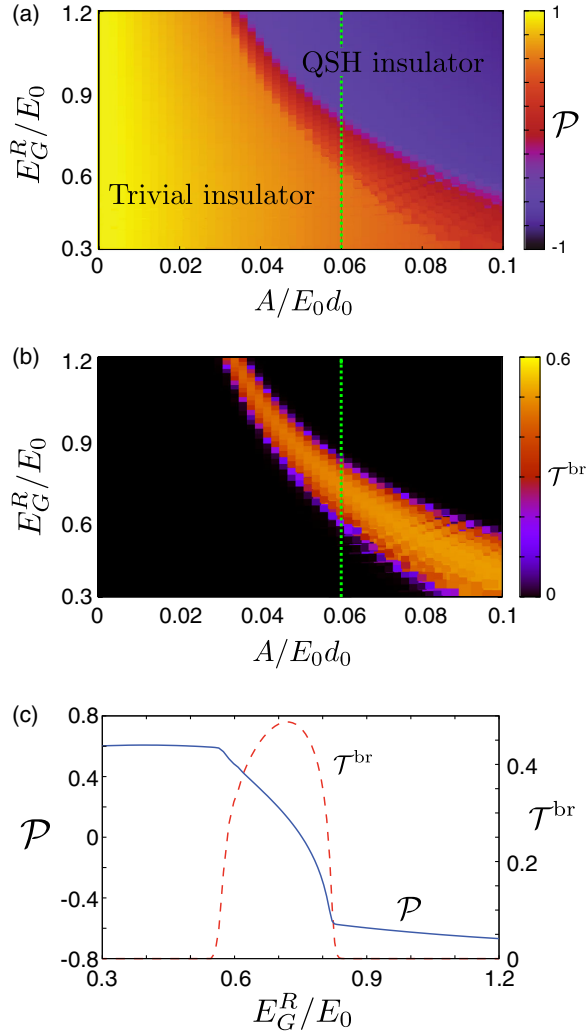 (a)
1.2
0.9
0.6
0.3
E_G^R/E_0
QSH insulator
Trivial insulator
0
0.02
0.04
0.06
0.08
0.1
A/E_0d_0
1
𝒫
-1
(b)
1.2
0.9
0.6
0.3
E_G^R/E_0
0
0.02
0.04
0.06
0.08
0.1
A/E_0d_0
0.6
𝒯^br
0
(c)
0.8
0.4
0
-0.4
-0.8
𝒫
𝒯^br
𝒫
0.4
0.2
0
𝒯^br
0.3
0.6
0.9
1.2
E_G^R/E_0